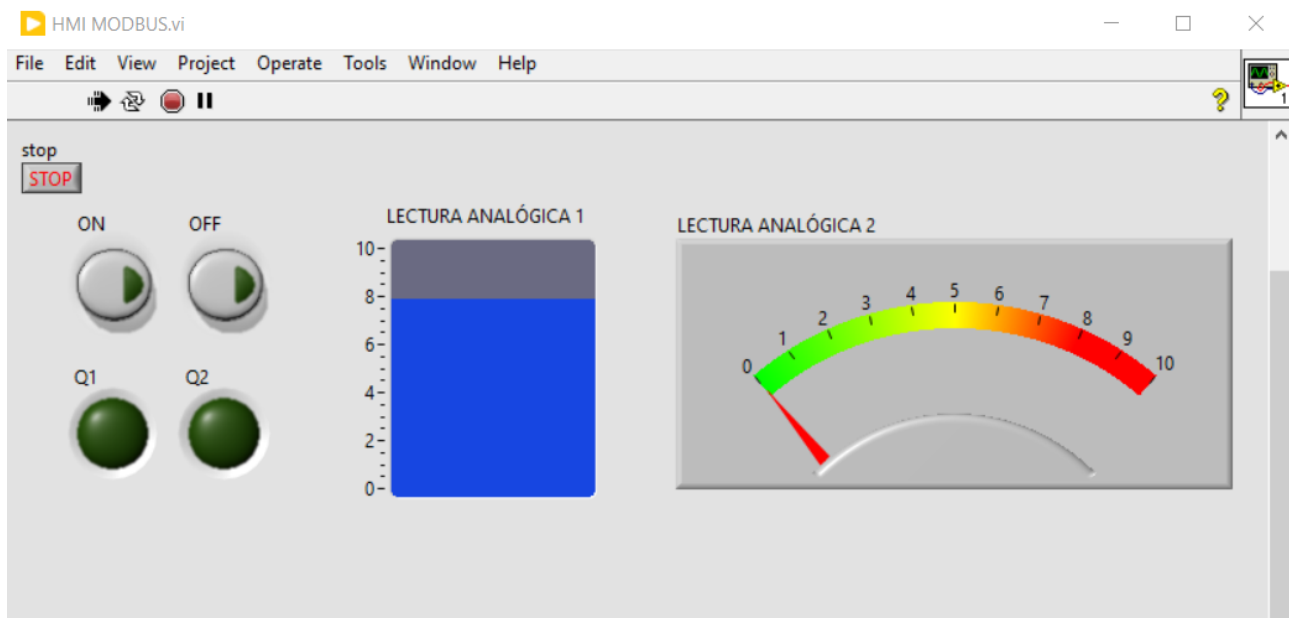 HMI MODBUS.vi
File Edit View Project Operate Tools Window Help
1
stop
STOP
ON OFF
Q1 Q2
LECTURA ANALÓGICA 1
10
8
6
4
2
0
LECTURA ANALÓGICA 2
0 1 2 3 4 5 6 7 8 9 10